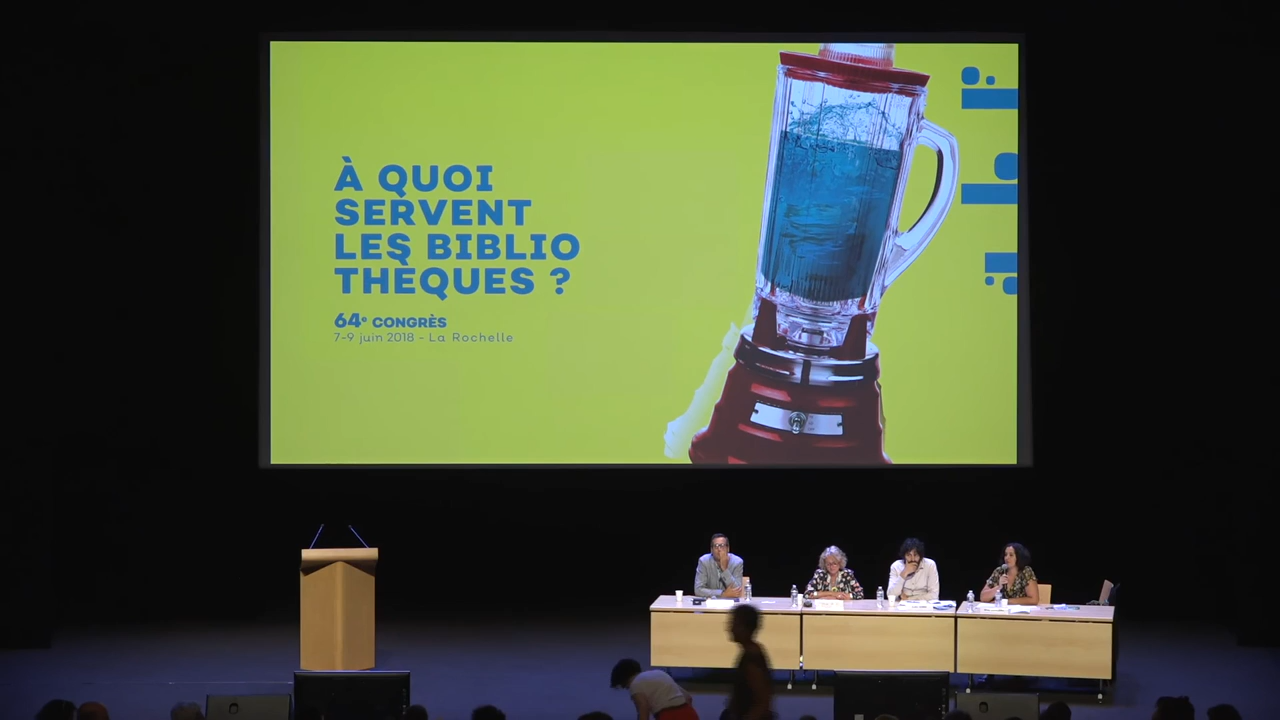 À QUOI
SERVENT
LES BIBLIO
THÈQUES ?
64e CONGRÈS
7-9 juin 2018 - La Rochelle